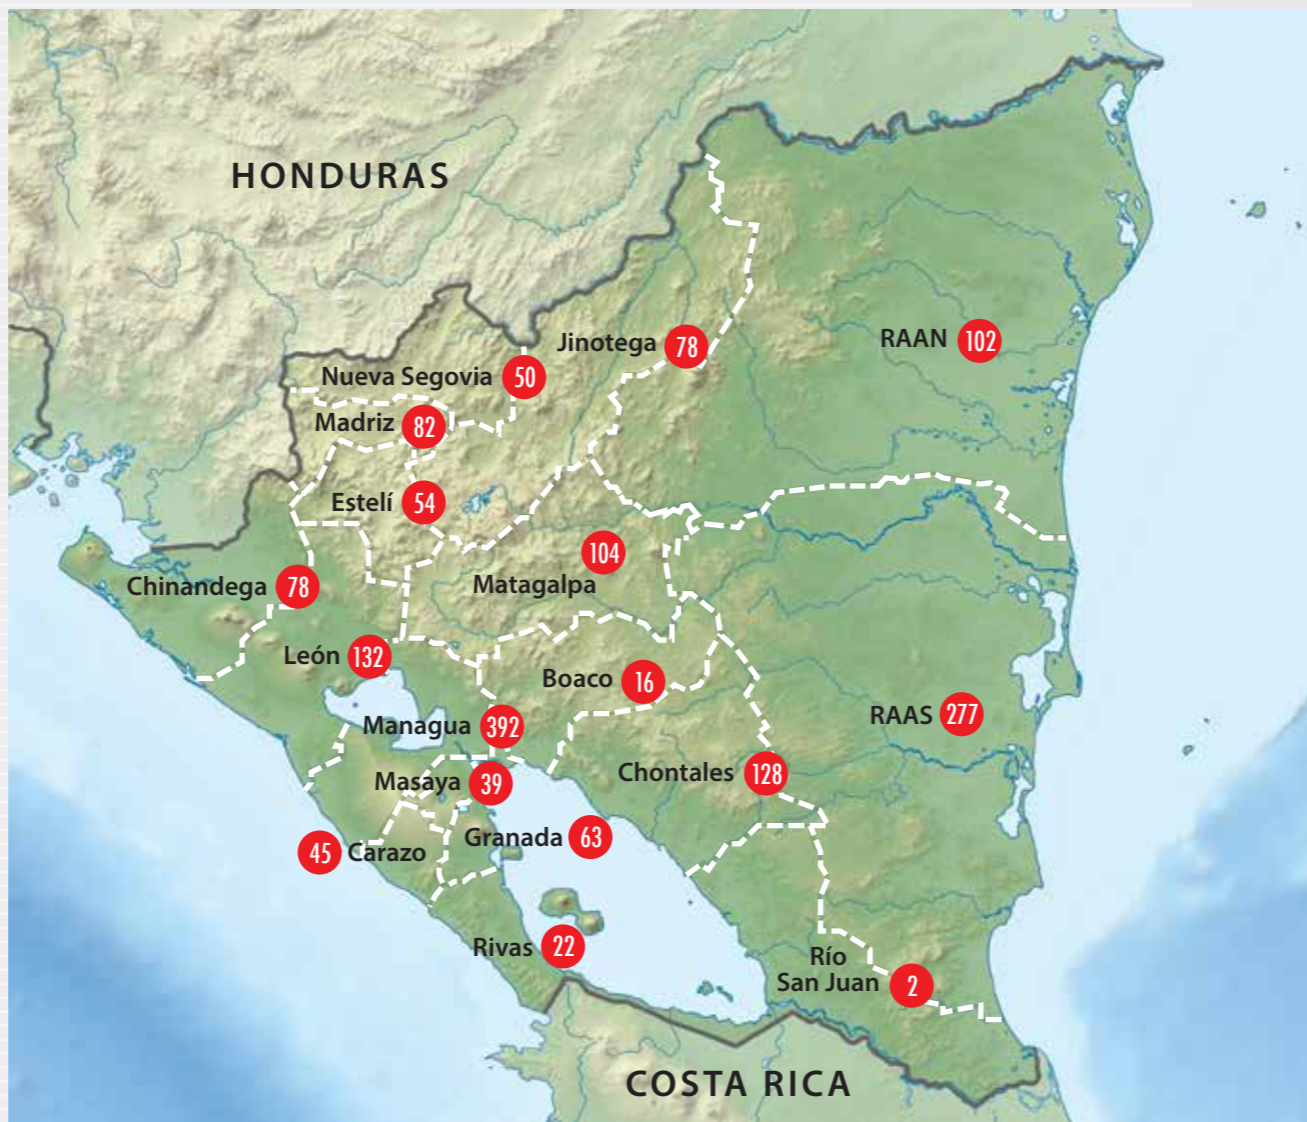 HONDURAS
Jinotega 78
RAAN 102
Nueva Segovia 50
Madriz 82
Estelí 54
104
Matagalpa
Chinandega 78
León 132
Boaco 16
RAAS 277
Managua 392
Chontales 128
Masaya 39
Granada 63
45 Carazo
Rivas 22
Río
San Juan 2
COSTA RICA